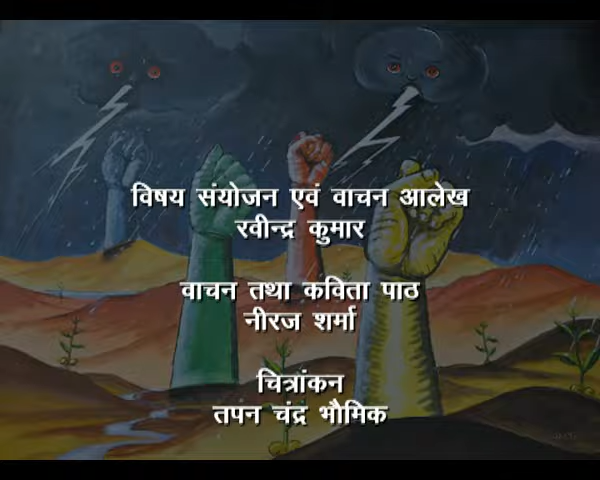 विषय संयोजन एवं वाचन आलेख
रवीन्द्र कुमार
वाचन तथा कविता पाठ
नीरज शर्मा
चित्रांकन
तपन चंद्र भौमिक